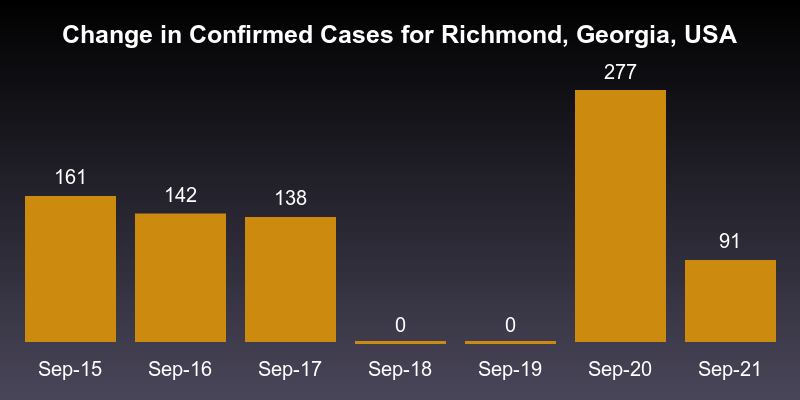 Change in Confirmed Cases for Richmond, Georgia, USA
277
161
142
138
91
0
0
Sep-15
Sep-16
Sep-17
Sep-18
Sep-19
Sep-20
Sep-21